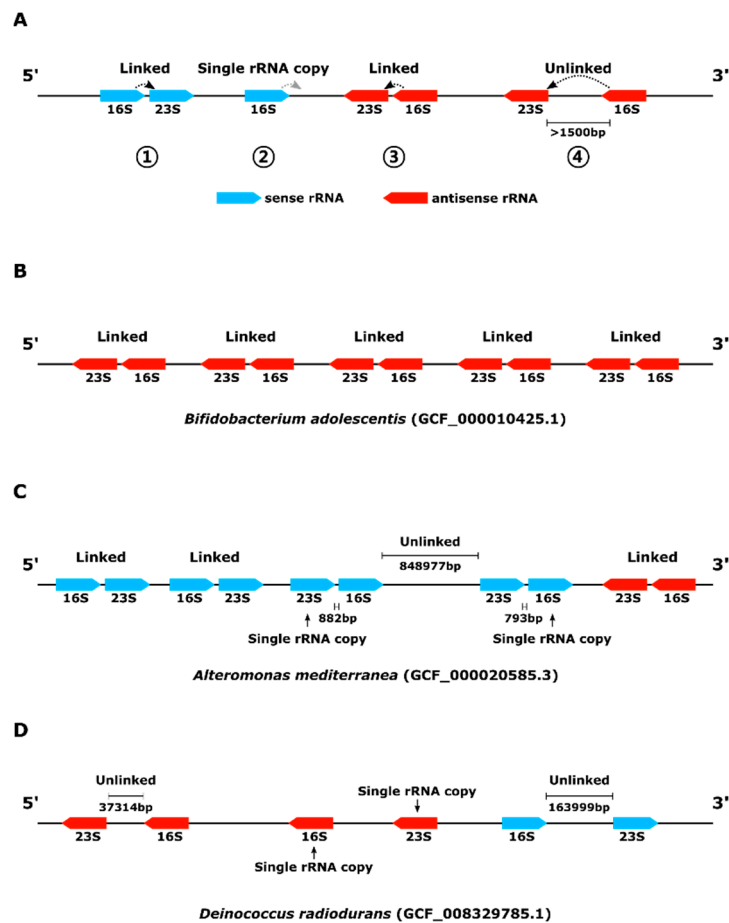 A
Linked Single rRNA copy Linked Unlinked
5' 3'
16S 23S 16S 23S 16S 23S 16S
>1500bp
① ② ③ ④
sense rRNA antisense rRNA
B
5' Linked Linked Linked Linked Linked 3'
23S 16S 23S 16S 23S 16S 23S 16S 23S 16S
Bifidobacterium adolescentis (GCF_000010425.1)
C
Unlinked
5' Linked Linked 848977bp Linked 3'
16S 23S 16S 23S 23S 16S 23S 16S 23S 16S
882bp 793bp
Single rRNA copy Single rRNA copy
Alteromonas mediterranea (GCF_000020585.3)
D
Unlinked Single rRNA copy Unlinked
5' 37314bp 163999bp 3'
23S 16S 16S 23S 16S 23S
Single rRNA copy
Deinococcus radiodurans (GCF_008329785.1)